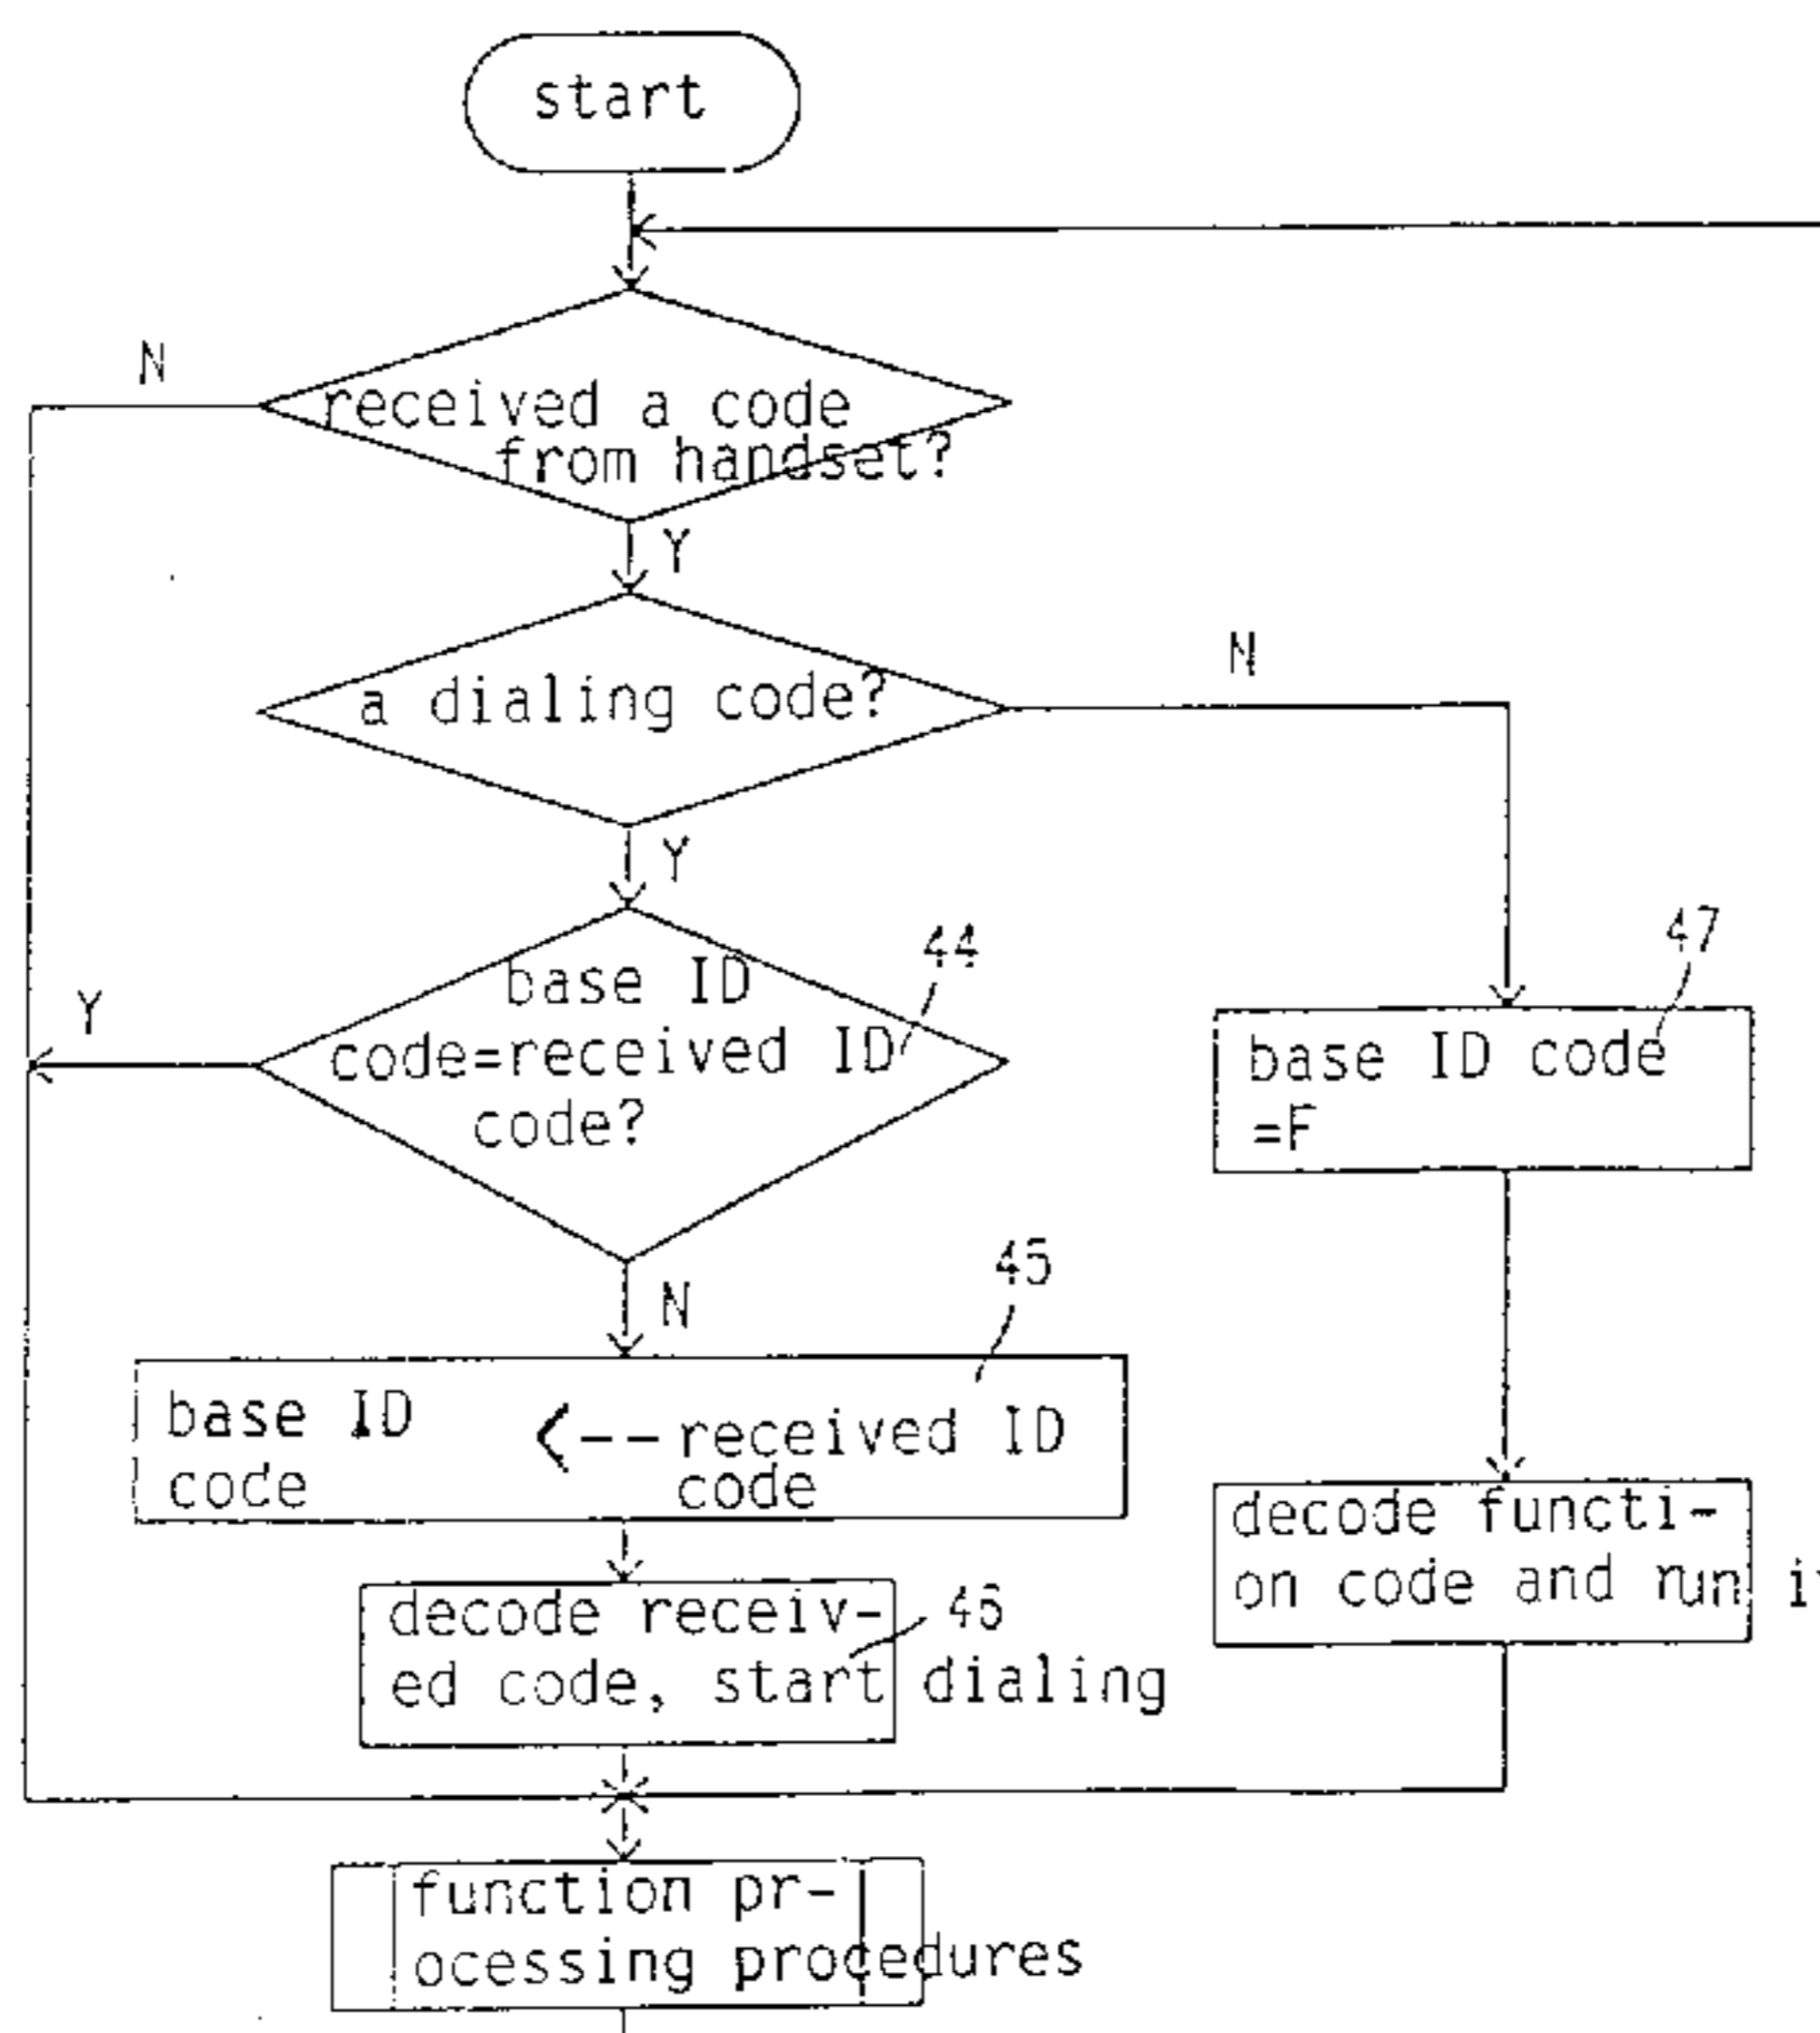 start
N
received a code
from handset?
Y
a dialing code?
N
Y
44
base ID
code=received ID
code?
Y
47
base ID code
=F
N
45
base ID
code
<--received ID
code
decode functi-
on code and run
46
decode receiv-
ed code, start dialing
function pr-
ocessing procedures